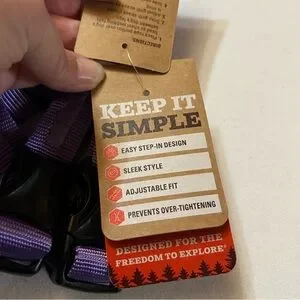 DIRECTIONS:
KEEP IT
SIMPLE
EASY STEP-IN DESIGN
SLEEK STYLE
ADJUSTABLE FIT
PREVENTS OVER-TIGHTENING
DESIGNED FOR THE
FREEDOM TO EXPLORE®